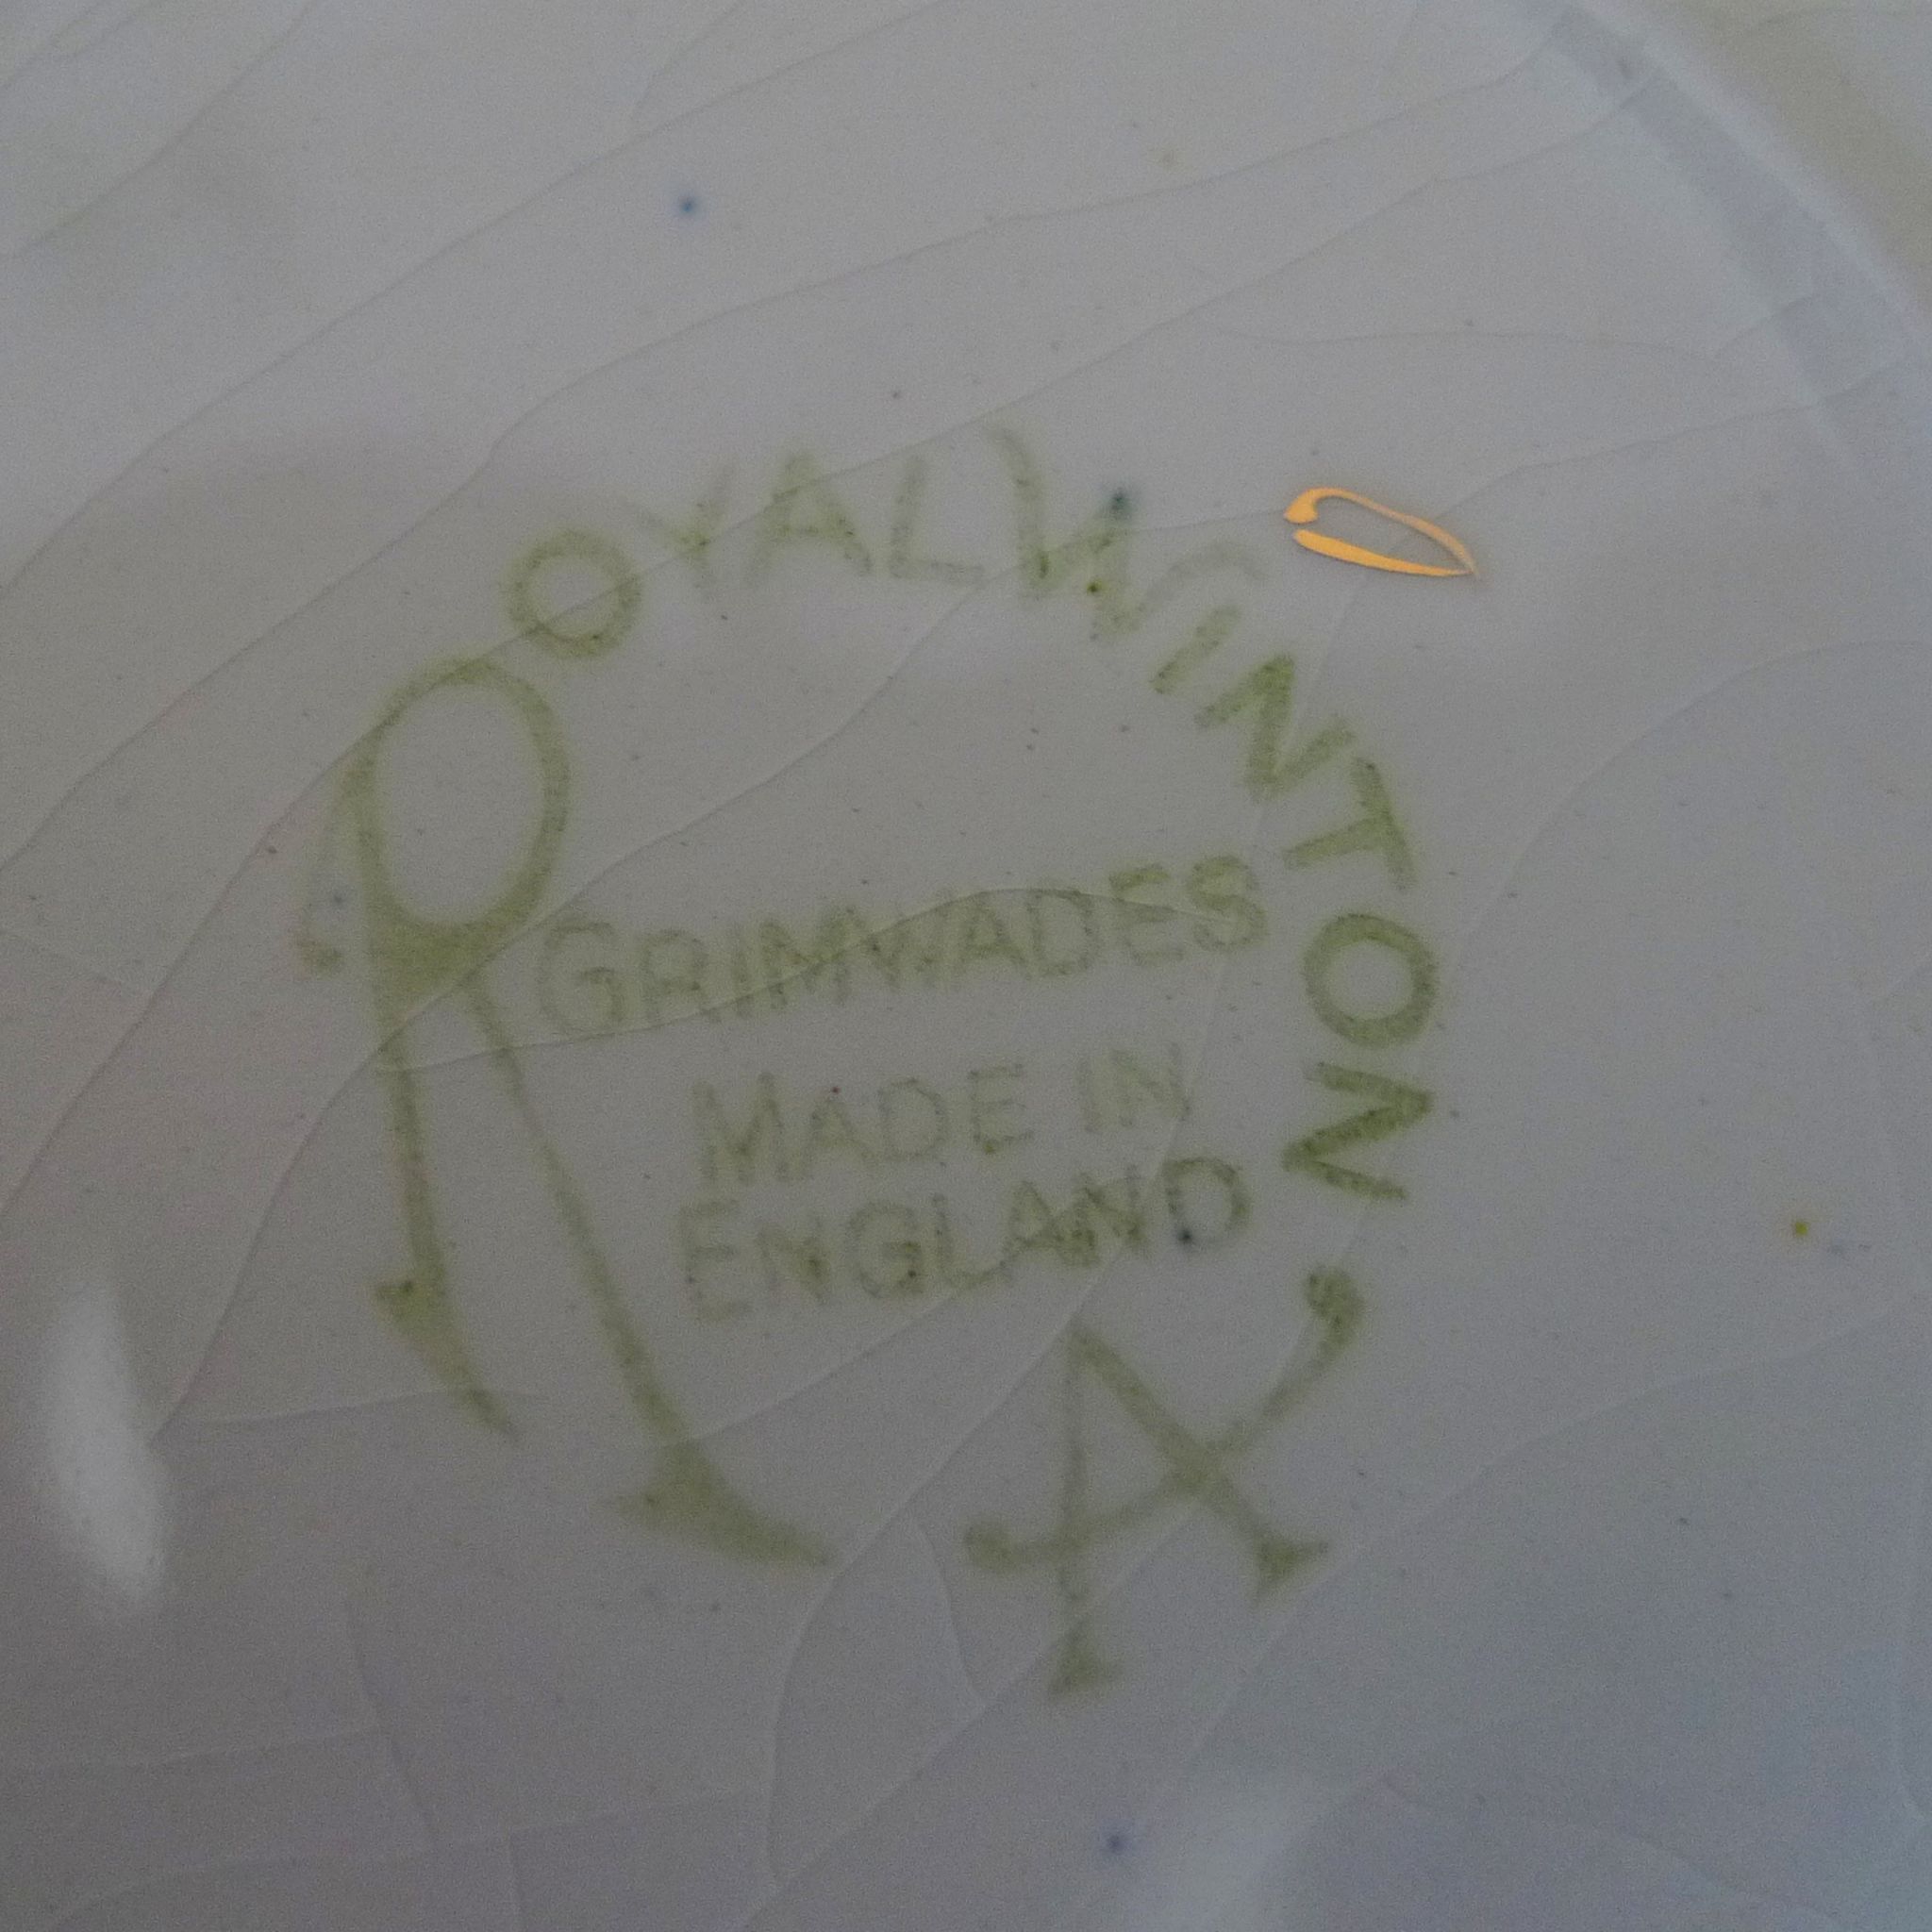 ROYAL WINTON
GRIMWADES
MADE IN
ENGLAND
A